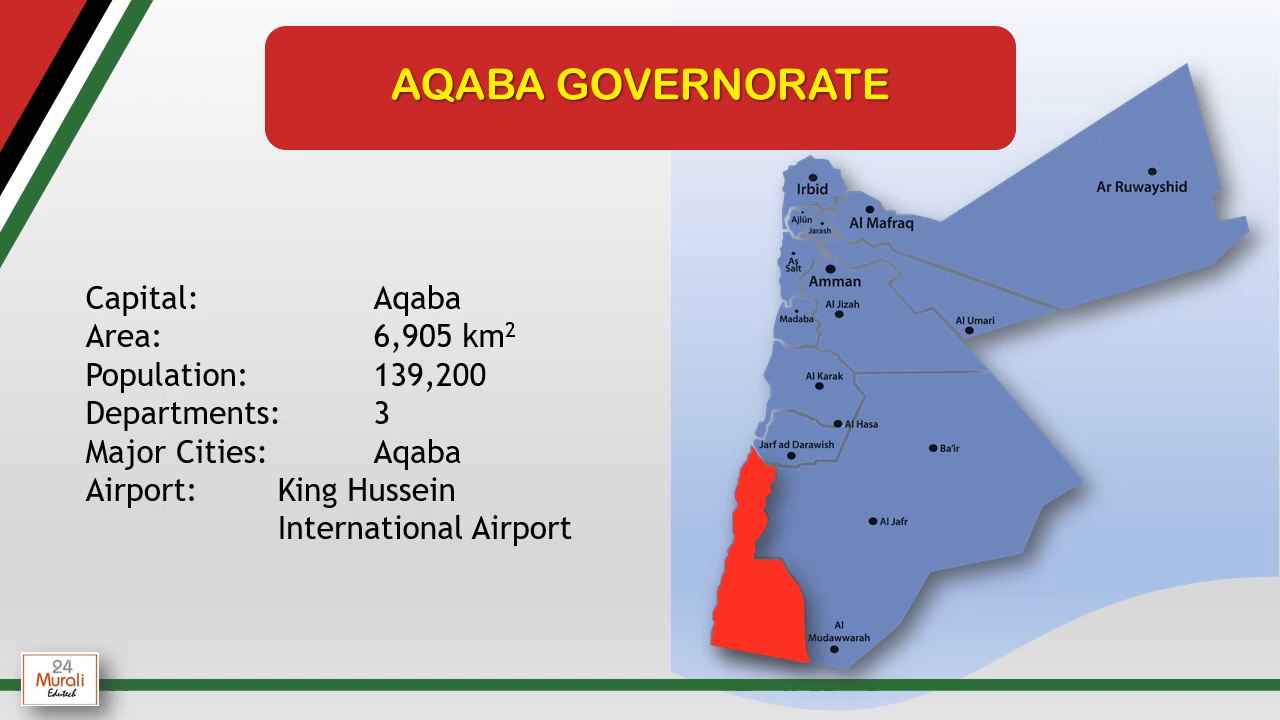 AQABA GOVERNORATE
Capital: Aqaba
Area: 6,905 km²
Population: 139,200
Departments: 3
Major Cities: Aqaba
Airport: King Hussein
International Airport
Irbid
Ajlūn
Jarash
Al Mafraq
Ar Ruwayshid
As
Salt
Amman
Al Jizah
Madaba
Al Umari
Al Karak
Al Hasa
Jarf ad Darawish
Ba'ir
Al Jafr
Al
Mudawwarah
24
Murali
Edutech